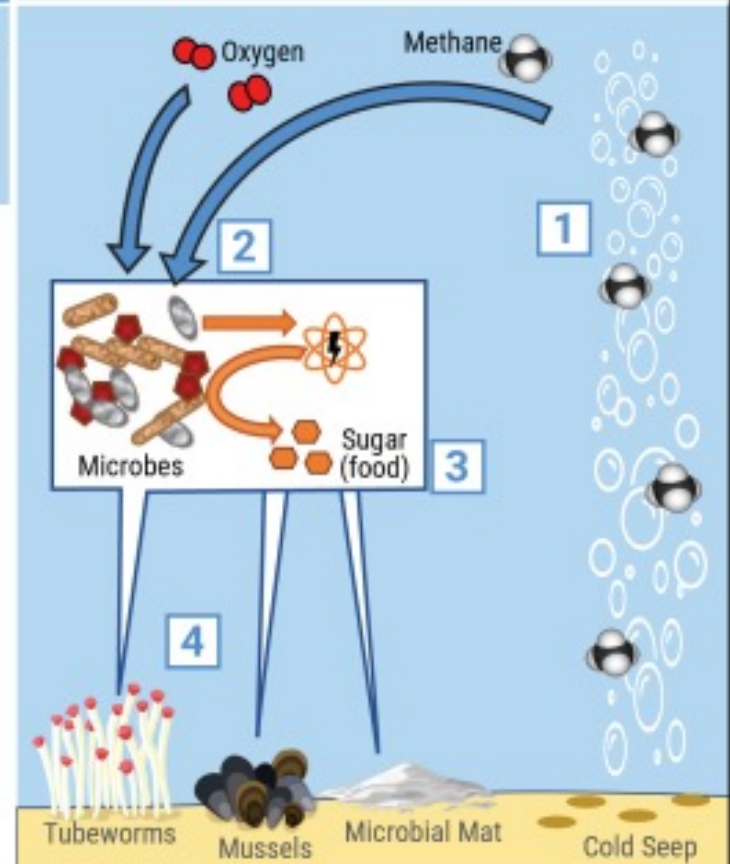 Oxygen
Methane
1
2
Microbes
Sugar
(food)
3
4
Tubeworms
Mussels
Microbial Mat
Cold Seep